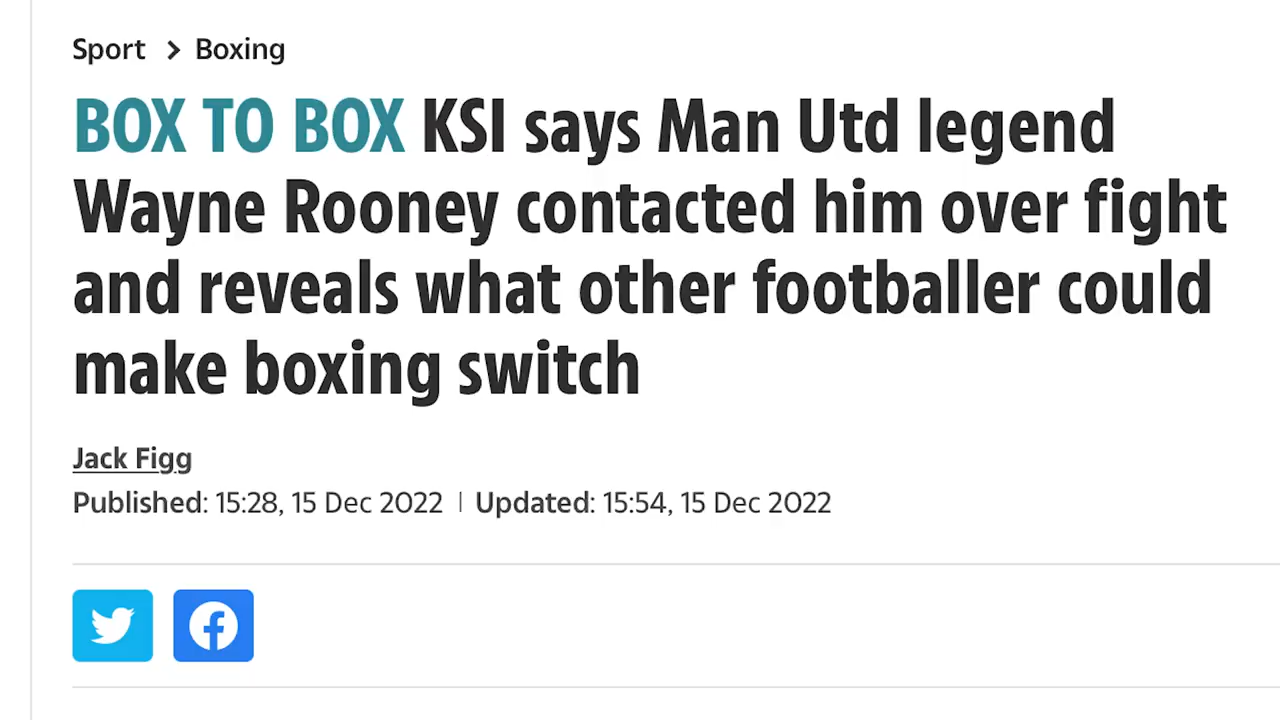 Sport > Boxing
BOX TO BOX KSI says Man Utd legend
Wayne Rooney contacted him over fight
and reveals what other footballer could
make boxing switch
Jack Figg
Published: 15:28, 15 Dec 2022 | Updated: 15:54, 15 Dec 2022